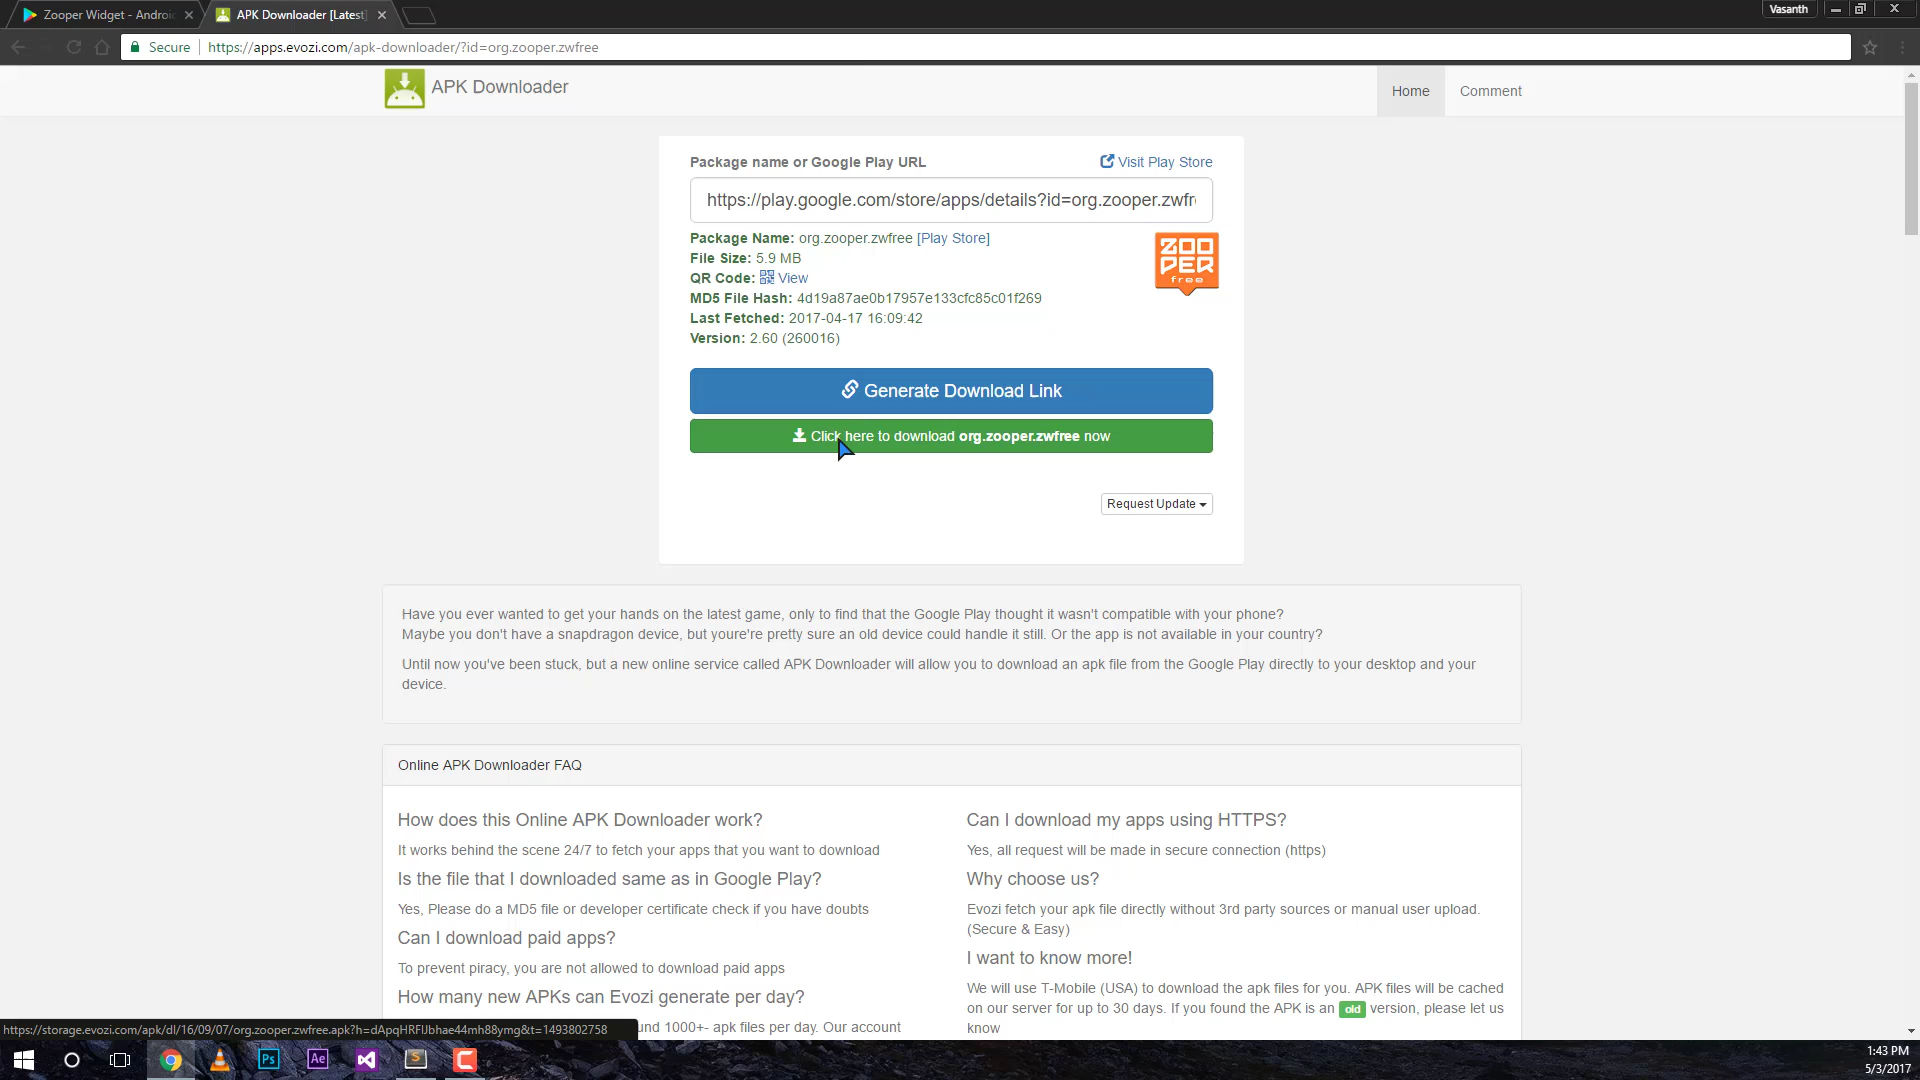 Zooper Widget - Androi
APK Downloader [Latest]
Vasanth
Secure
https://apps.evozi.com/apk-downloader/?id=org.zooper.zwfree
APK Downloader
Home
Comment
Package name or Google Play URL
Visit Play Store
https://play.google.com/store/apps/details?id=org.zooper.zwfr
Package Name: org.zooper.zwfree [Play Store]
ZOO
PER
free
File Size: 5.9 MB
QR Code: View
MD5 File Hash: 4d19a87ae0b17957e133cfc85c01f269
Last Fetched: 2017-04-17 16:09:42
Version: 2.60 (260016)
Generate Download Link
Click here to download org.zooper.zwfree now
Request Update
Have you ever wanted to get your hands on the latest game, only to find that the Google Play thought it wasn't compatible with your phone?
Maybe you don't have a snapdragon device, but youre're pretty sure an old device could handle it still. Or the app is not available in your country?
Until now you've been stuck, but a new online service called APK Downloader will allow you to download an apk file from the Google Play directly to your desktop and your
device.
Online APK Downloader FAQ
How does this Online APK Downloader work?
It works behind the scene 24/7 to fetch your apps that you want to download
Is the file that I downloaded same as in Google Play?
Yes, Please do a MD5 file or developer certificate check if you have doubts
Can I download paid apps?
To prevent piracy, you are not allowed to download paid apps
How many new APKs can Evozi generate per day?
und 1000+- apk files per day. Our account
Can I download my apps using HTTPS?
Yes, all request will be made in secure connection (https)
Why choose us?
Evozi fetch your apk file directly without 3rd party sources or manual user upload.
(Secure & Easy)
I want to know more!
We will use T-Mobile (USA) to download the apk files for you. APK files will be cached
on our server for up to 30 days. If you found the APK is an old version, please let us
know
https://storage.evozi.com/apk/dl/16/09/07/org.zooper.zwfree.apk?h=dApqHRFlJbhae44mh88ymg&t=1493802758
Ps
Ae
S
C
1:43 PM
5/3/2017